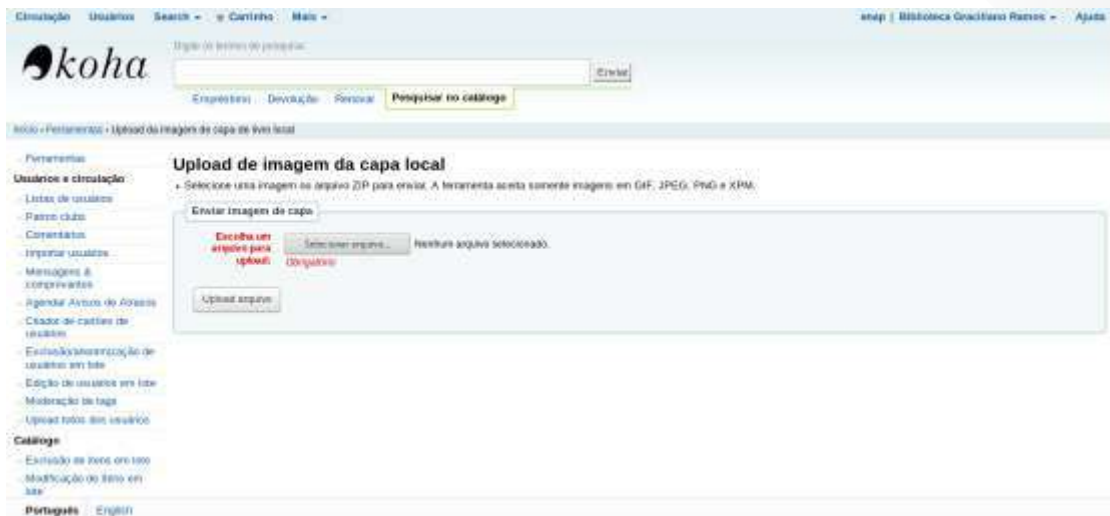 Circulação Usuários Search Carrinho Mais enap | Biblioteca Graciliano Ramos Ajuda
koha
Digite os termos de pesquisa:
Enviar
Empréstimo Devolução Renovar Pesquisar no catálogo
Início › Ferramentas › Upload da imagem de capa de livro local
Ferramentas
Upload de imagem da capa local
Usuários e circulação
• Selecione uma imagem ou arquivo ZIP para enviar. A ferramenta aceita somente imagens em GIF, JPEG, PNG e XPM.
Listas de usuários
Enviar imagem de capa
Patron clubs
Comentários
Escolha um
arquivo para
upload:
Selecionar arquivo... Nenhum arquivo selecionado.
Obrigatório
Importar usuários
Mensagens &
comprovantes
Upload arquivo
Agendar Avisos de Atrasos
Criador de cartões de
usuários
Exclusão/anonimização de
usuários em lote
Edição de usuários em lote
Moderação de tags
Upload fotos dos usuários
Catálogo
Exclusão de itens em lote
Modificação de itens em
lote
Português English